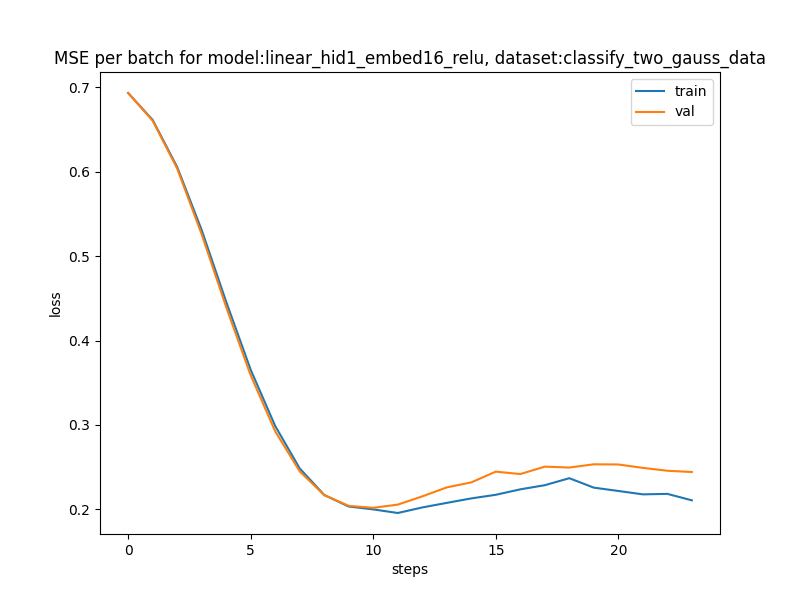 MSE per batch for model:linear_hid1_embed16_relu, dataset:classify_two_gauss_data
train
val
0.7
0.6
0.5
0.4
0.3
0.2
loss
0 5 10 15 20
steps